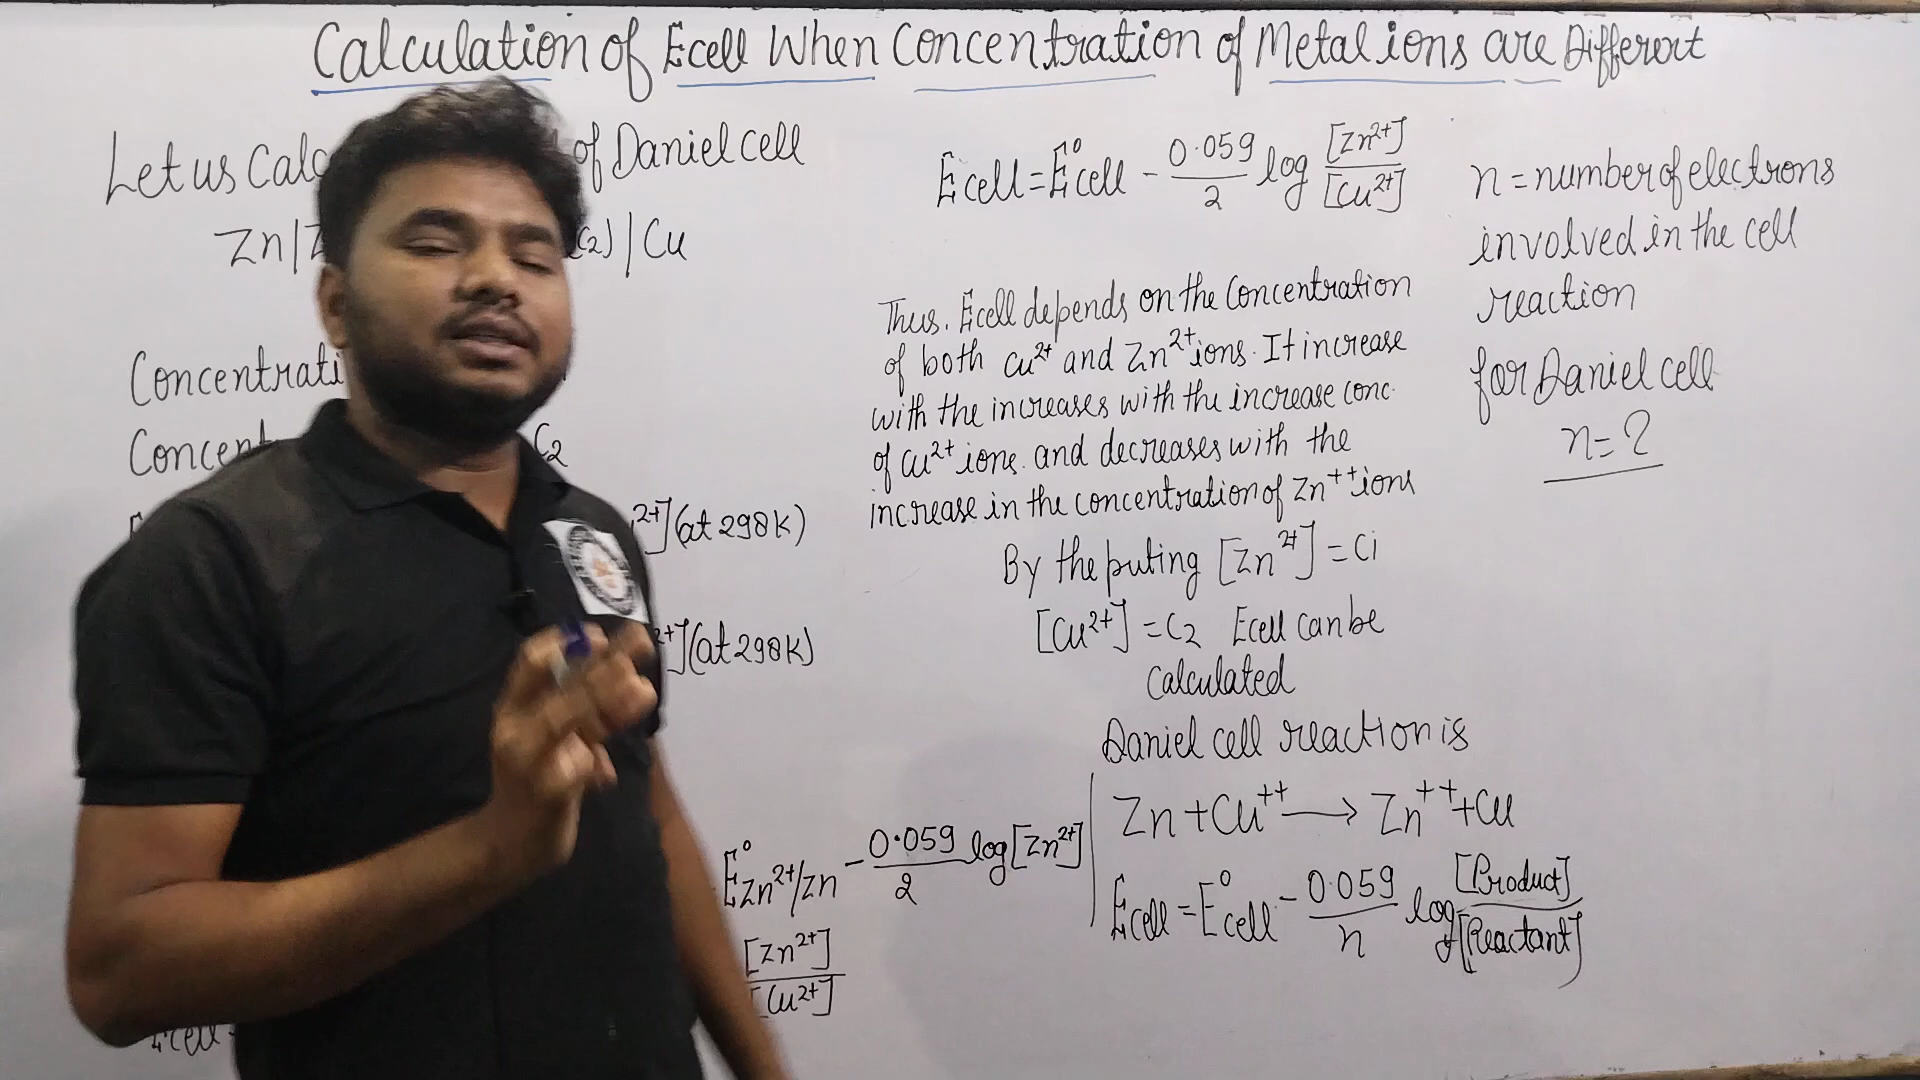 Calculation of Ecell When Concentration of Metal ions are Different
Let us Calc of Daniel cell
Zn/Z C2) | Cu
Concentrati
Concent C2
2+] (at 298K)
2+] (at 298K)
E°Zn2+/Zn - 0.059/2 log [Zn2+]
[Zn2+]
[Cu2+]
Ecell
Ecell = E°cell - 0.059/2 log [Zn2+]/[Cu2+]
Thus. Ecell depends on the Concentration
of both Cu2+ and Zn2+ ions. It increase
with the increases with the increase conc.
of Cu2+ ions. and decreases with the
increase in the concentration of Zn++ ions
By the puting [Zn2+] = Ci
[Cu2+] = C2 Ecell can be
Calculated
Daniel cell reaction is
Zn + Cu++ → Zn++ + Cu
Ecell = E°cell - 0.059/n log [Product]/[Reactant]
n = number of electrons
involved in the cell
reaction
for Daniel cell
n = 2